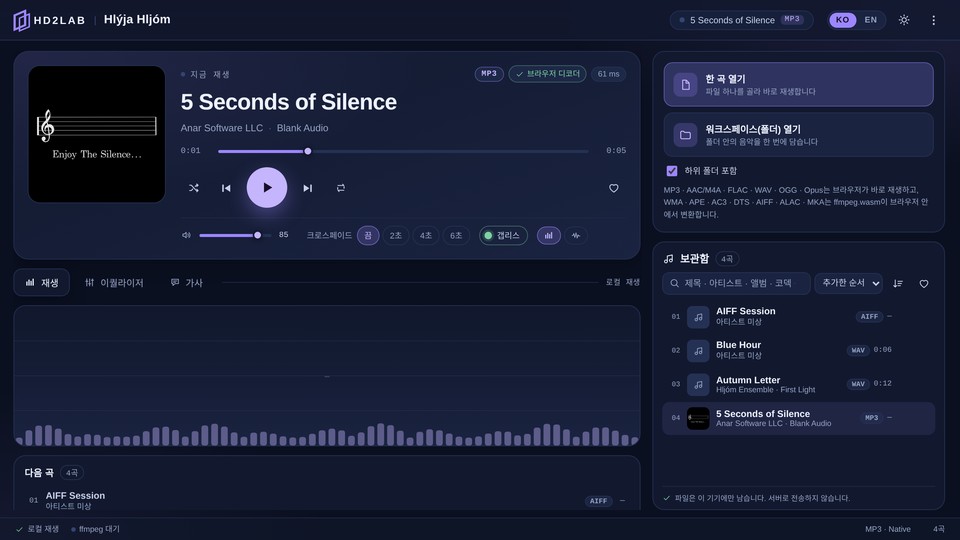 HD2LAB
Hlýja Hljóm
5 Seconds of Silence MP3
KO EN
지금 재생
MP3
브라우저 디코더
61 ms
5 Seconds of Silence
Anar Software LLC · Blank Audio
Enjoy The Silence...
0:01
0:05
85
크로스페이드 끔 2초 4초 6초
갭리스
재생
이퀄라이저
가사
로컬 재생
다음 곡 4곡
01 AIFF Session AIFF —
아티스트 미상
한 곡 열기
파일 하나를 골라 바로 재생합니다
워크스페이스(폴더) 열기
폴더 안의 음악을 한 번에 담습니다
하위 폴더 포함
MP3 · AAC/M4A · FLAC · WAV · OGG · Opus는 브라우저가 바로 재생하고,
WMA · APE · AC3 · DTS · AIFF · ALAC · MKA는 ffmpeg.wasm이 브라우저 안
에서 변환합니다.
보관함 4곡
제목 · 아티스트 · 앨범 · 코덱
추가한 순서
01 AIFF Session AIFF —
아티스트 미상
02 Blue Hour WAV 0:06
아티스트 미상
03 Autumn Letter WAV 0:12
Hljóm Ensemble · First Light
04 5 Seconds of Silence MP3 —
Anar Software LLC · Blank Audio
파일은 이 기기에만 남습니다. 서버로 전송하지 않습니다.
로컬 재생
ffmpeg 대기
MP3 · Native
4곡